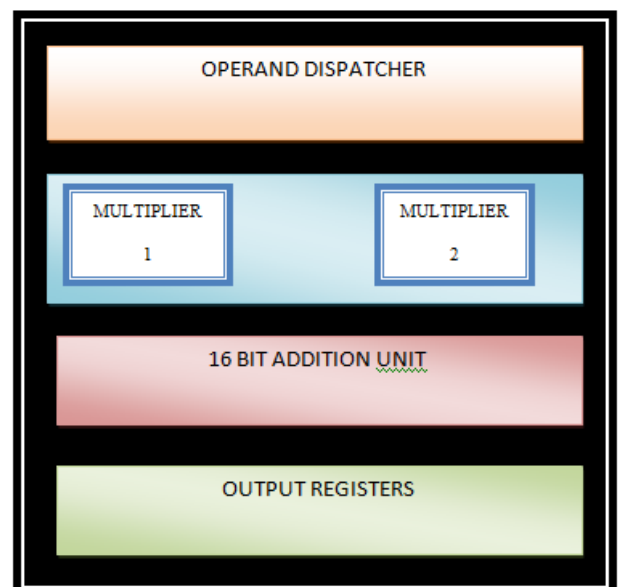 OPERAND DISPATCHER
MULTIPLIER
1
MULTIPLIER
2
16 BIT ADDITION UNIT
OUTPUT REGISTERS